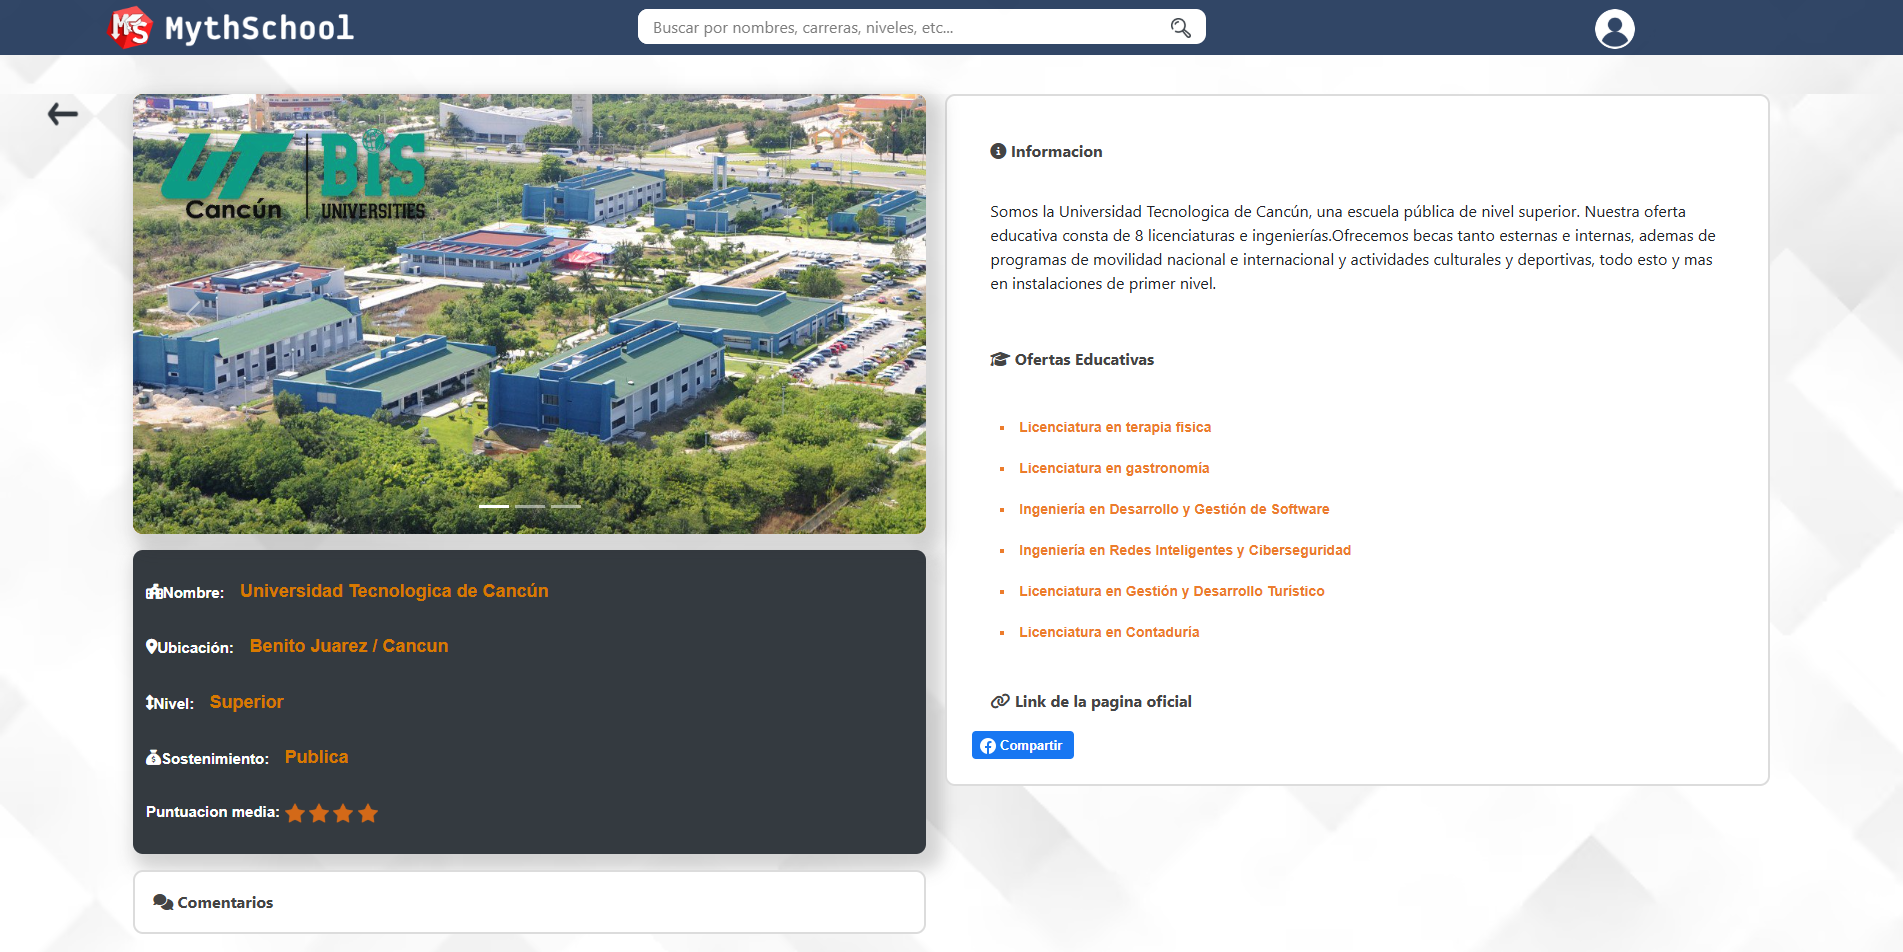 MS MythSchool
Buscar por nombres, carreras, niveles, etc...
UT BiS
Cancún UNIVERSITIES
Nombre: Universidad Tecnologica de Cancún
Ubicación: Benito Juarez / Cancun
Nivel: Superior
Sostenimiento: Publica
Puntuacion media:
Comentarios
Informacion
Somos la Universidad Tecnologica de Cancún, una escuela pública de nivel superior. Nuestra oferta
educativa consta de 8 licenciaturas e ingenierías.Ofrecemos becas tanto esternas e internas, ademas de
programas de movilidad nacional e internacional y actividades culturales y deportivas, todo esto y mas
en instalaciones de primer nivel.
Ofertas Educativas
Licenciatura en terapia fisica
Licenciatura en gastronomía
Ingeniería en Desarrollo y Gestión de Software
Ingeniería en Redes Inteligentes y Ciberseguridad
Licenciatura en Gestión y Desarrollo Turístico
Licenciatura en Contaduría
Link de la pagina oficial
Compartir